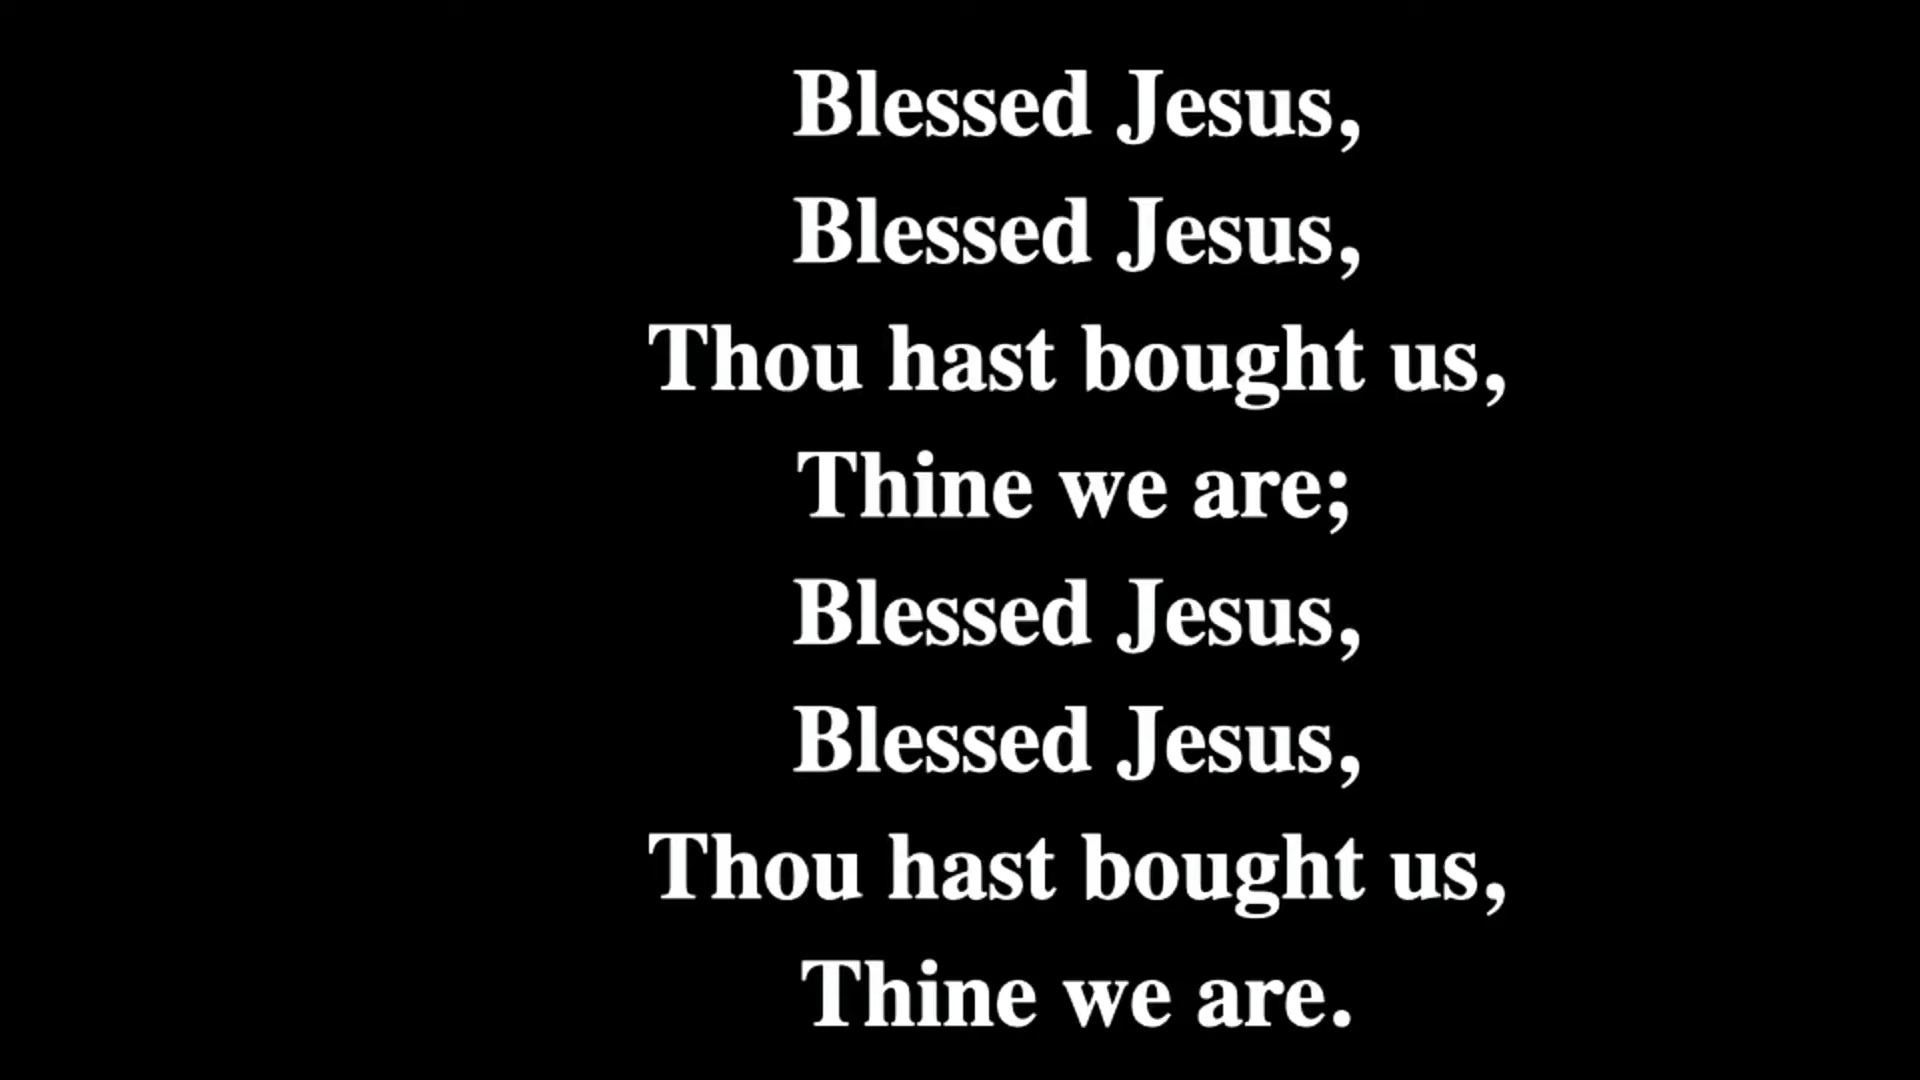 Blessed Jesus,
Blessed Jesus,
Thou hast bought us,
Thine we are;
Blessed Jesus,
Blessed Jesus,
Thou hast bought us,
Thine we are.